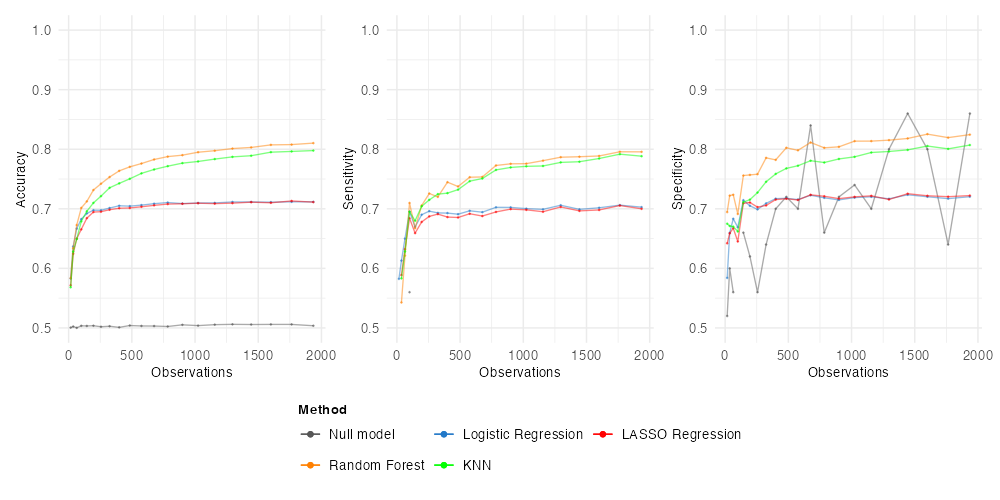 1.0
0.9
0.8
0.7
0.6
0.5
Accuracy
0 500 1000 1500 2000
Observations
1.0
0.9
0.8
0.7
0.6
0.5
Sensitivity
0 500 1000 1500 2000
Observations
1.0
0.9
0.8
0.7
0.6
0.5
Specificity
0 500 1000 1500 2000
Observations
Method
Null model Logistic Regression LASSO Regression
Random Forest KNN